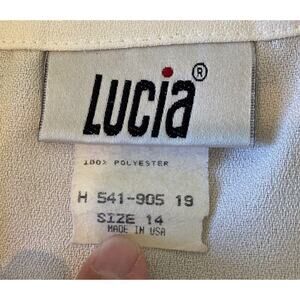 Lucia®
100% POLYESTER
H 541-905 19
SIZE 14
MADE IN USA